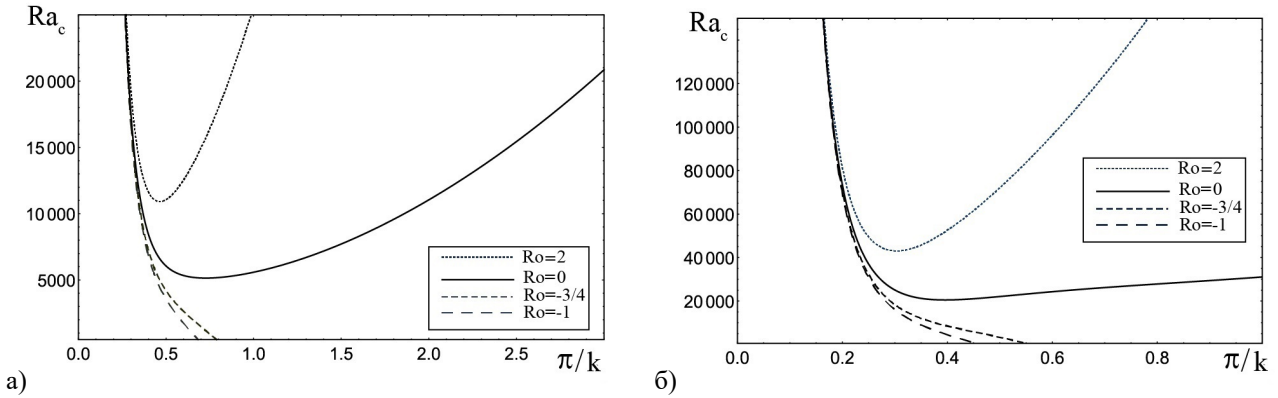 Ra_c
20 000
15 000
10 000
5000
0.0 0.5 1.0 1.5 2.0 2.5
π/k
Ro=2
Ro=0
Ro=-3/4
Ro=-1
а)
Ra_c
120 000
100 000
80 000
60 000
40 000
20 000
0.0 0.2 0.4 0.6 0.8
π/k
Ro=2
Ro=0
Ro=-3/4
Ro=-1
б)